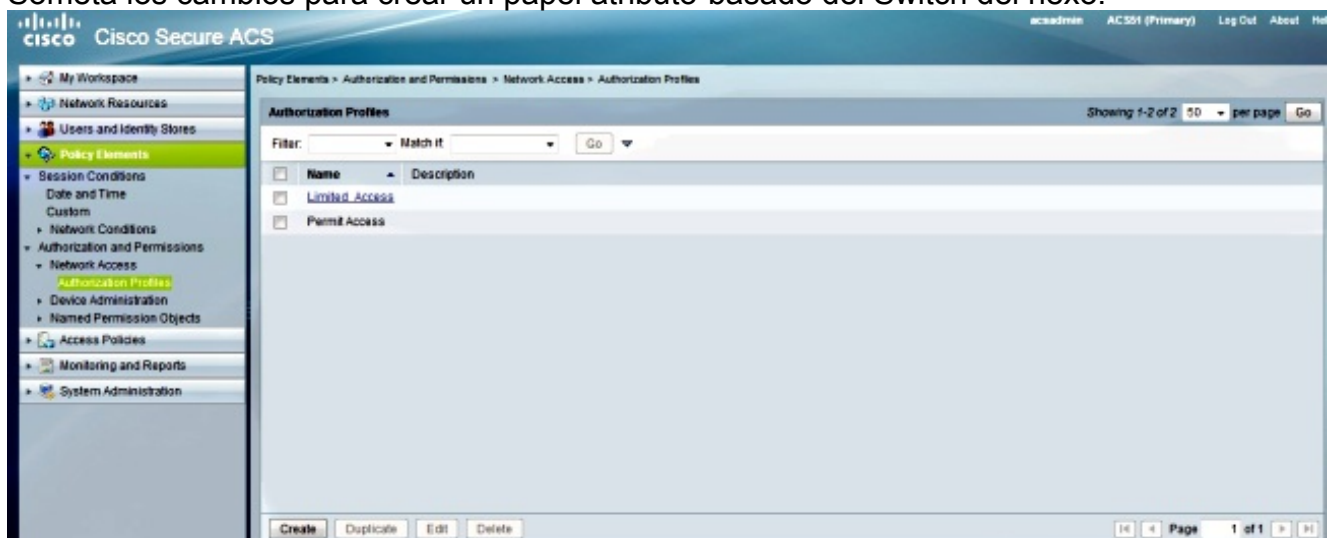 Someta los cambios para crear un papel atributo-basado del Switch del nexo.
cisco Cisco Secure ACS
acsadmin ACS51 (Primary) Log Out About Hel
My Workspace
Network Resources
Users and Identity Stores
Policy Elements
Session Conditions
Date and Time
Custom
Network Conditions
Authorization and Permissions
Network Access
Authorization Profiles
Device Administration
Named Permission Objects
Access Policies
Monitoring and Reports
System Administration
Policy Elements > Authorization and Permissions > Network Access > Authorization Profiles
Authorization Profiles Showing 1-2 of 2 50 per page Go
Filter: Match if: Go
Name Description
Limited Access
Permit Access
Create Duplicate Edit Delete Page 1 of 1